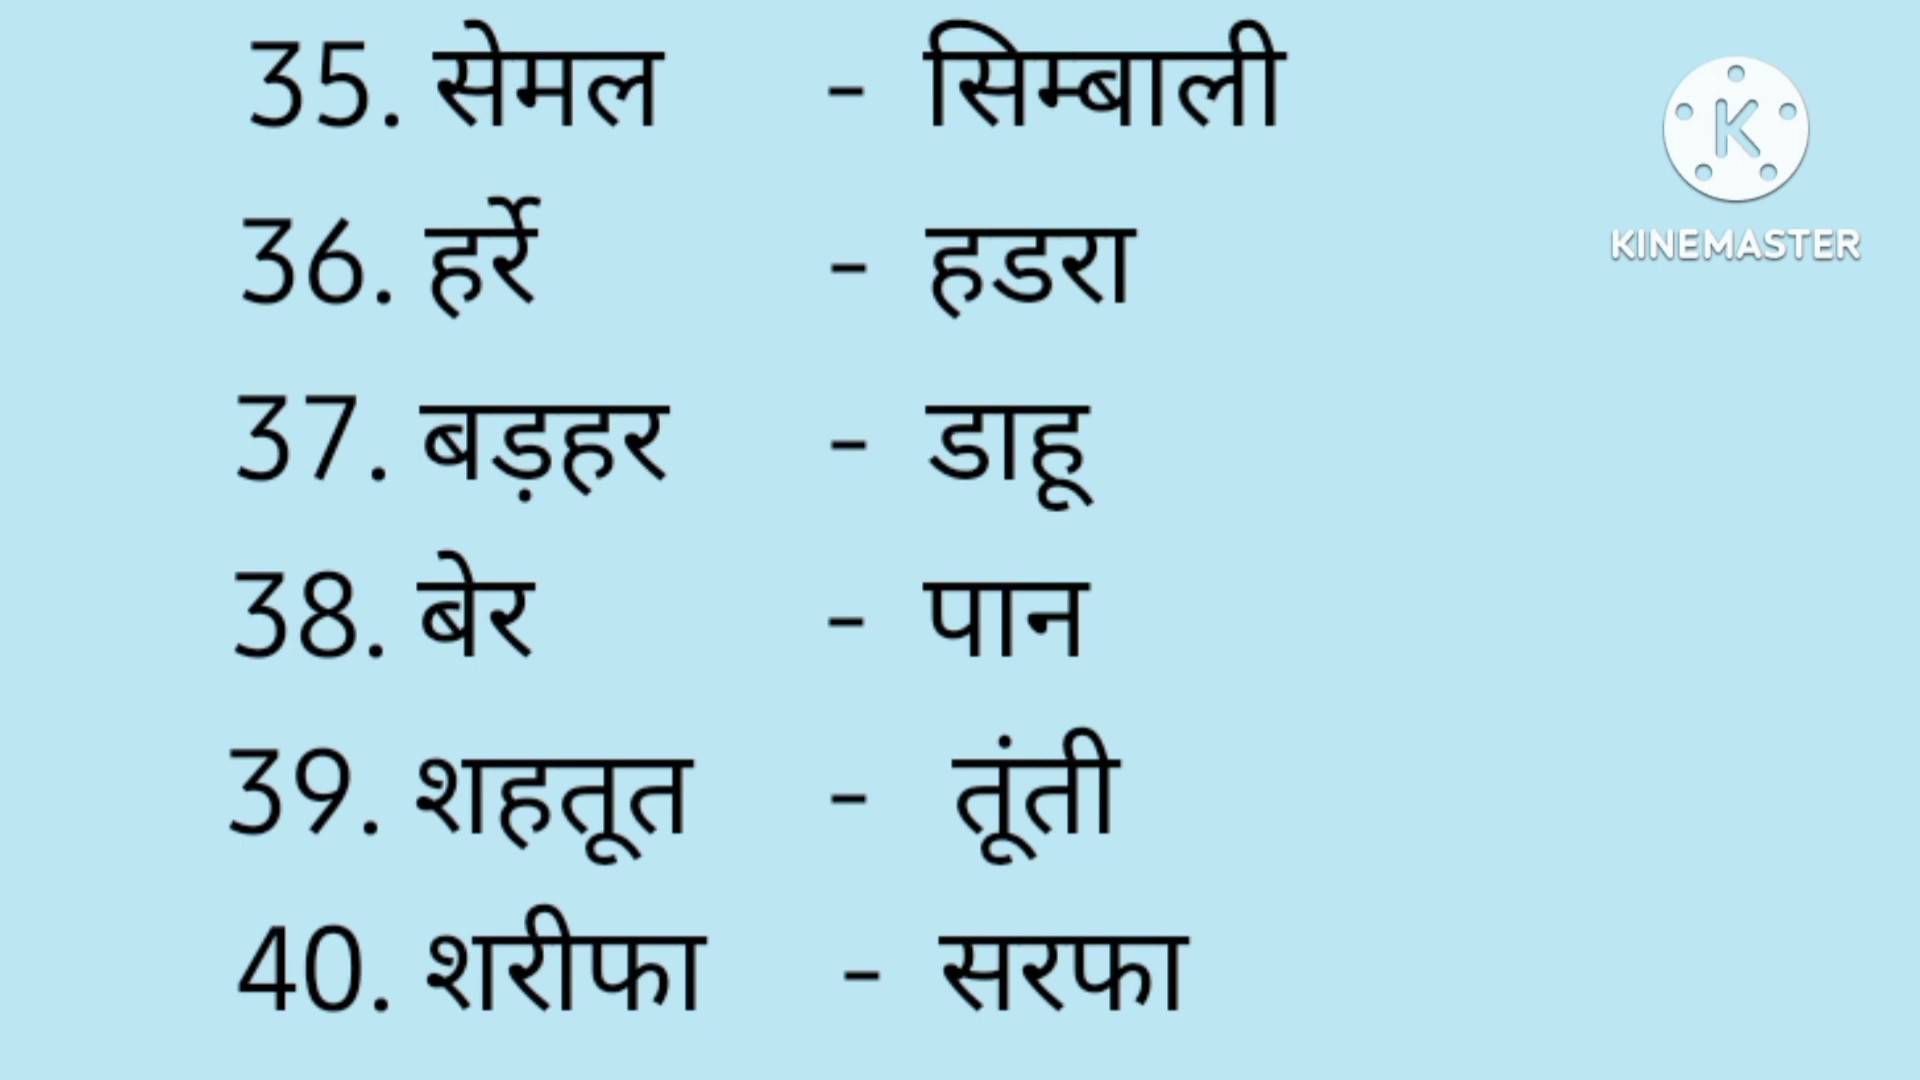 35. सेमल - सिम्बाली
36. हर्रे - हडरा
37. बड़हर - डाहू
38. बेर - पान
39. शहतूत - तूंती
40. शरीफा - सरफा
K
KINEMASTER